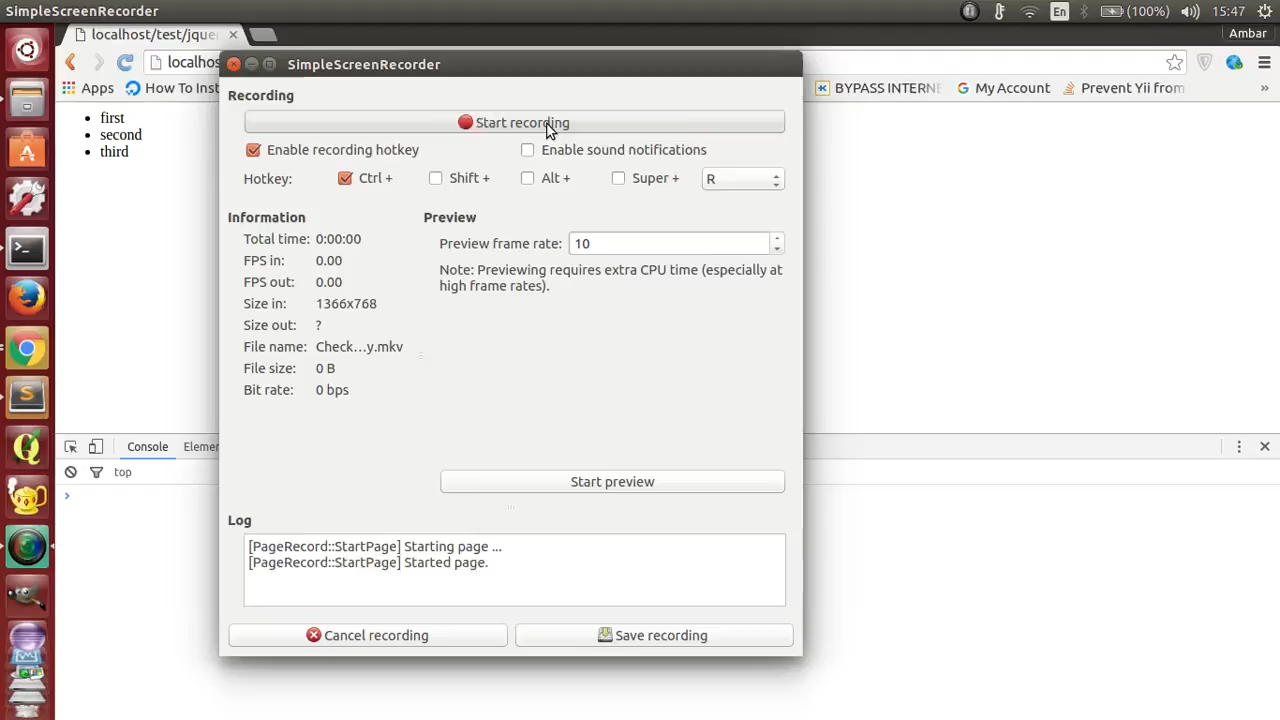 SimpleScreenRecorder
En
(100%)
15:47
localhost/test/jque
Ambar
localhos
Apps
How To Inst
BYPASS INTERNE
My Account
Prevent Yii from
»
first
second
third
SimpleScreenRecorder
Recording
Start recording
Enable recording hotkey
Enable sound notifications
Hotkey:
Ctrl +
Shift +
Alt +
Super +
R
Information
Total time: 0:00:00
FPS in: 0.00
FPS out: 0.00
Size in: 1366x768
Size out: ?
File name: Check...y.mkv
File size: 0 B
Bit rate: 0 bps
Preview
Preview frame rate: 10
Note: Previewing requires extra CPU time (especially at
high frame rates).
Start preview
Log
[PageRecord::StartPage] Starting page ...
[PageRecord::StartPage] Started page.
Cancel recording
Save recording
Console
Elemen
top
>